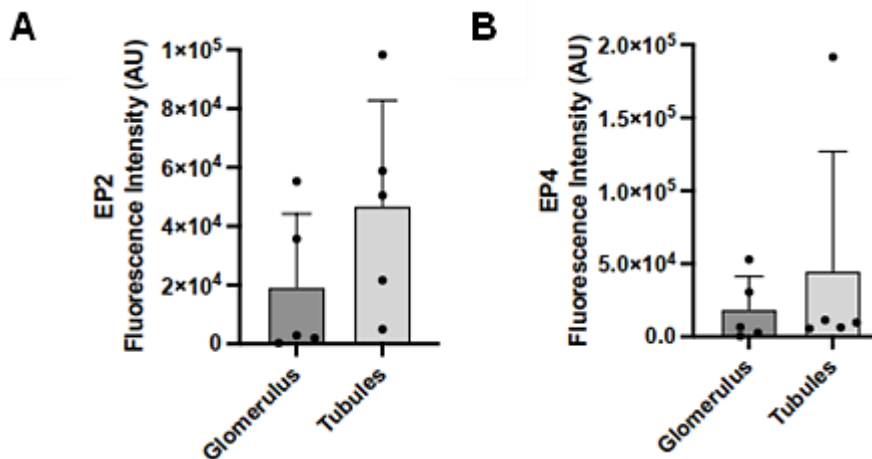 A
EP2
Fluorescence Intensity (AU)
1×10⁵
8×10⁴
6×10⁴
4×10⁴
2×10⁴
0
Glomerulus
Tubules
B
EP4
Fluorescence Intensity (AU)
2.0×10⁵
1.5×10⁵
1.0×10⁵
5.0×10⁴
0.0
Glomerulus
Tubules